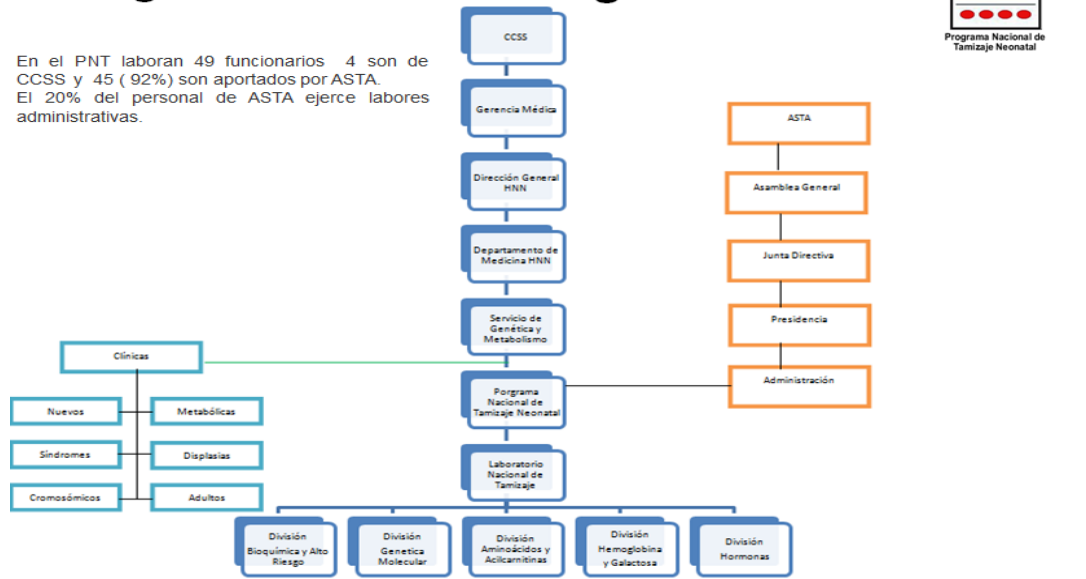 Programa Nacional de
Tamizaje Neonatal
En el PNT laboran 49 funcionarios 4 son de
CCSS y 45 ( 92%) son aportados por ASTA.
El 20% del personal de ASTA ejerce labores
administrativas.
CCSS
Gerencia Médica
Dirección General
HNN
Departamento de
Medicina HNN
Servicio de
Genética y
Metabolismo
Porgrama
Nacional de
Tamizaje Neonatal
Laboratorio
Nacional de
Tamizaje
ASTA
Asamblea General
Junta Directiva
Presidencia
Administración
Clínicas
Nuevos
Metabólicas
Síndromes
Displasias
Cromosómicos
Adultos
División
Bioquímica y Alto
Riesgo
División
Genetica
Molecular
División
Aminoácidos y
Acilcarnitinas
División
Hemoglobina
y Galactosa
División
Hormonas